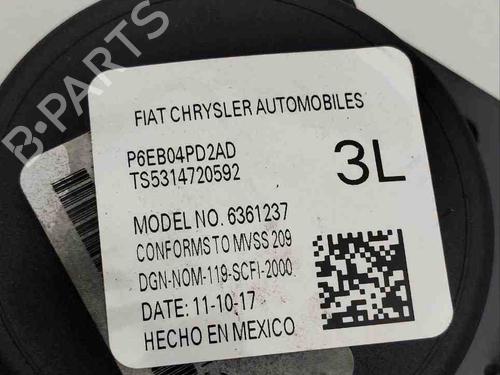 B-PARTS
FIAT CHRYSLER AUTOMOBILES
P6EB04PD2AD
TS5314720592
3L
MODEL NO. 6361237
CONFORMS TO MVSS 209
DGN-NOM-119-SCFI-2000
DATE: 11-10-17
HECHO EN MEXICO